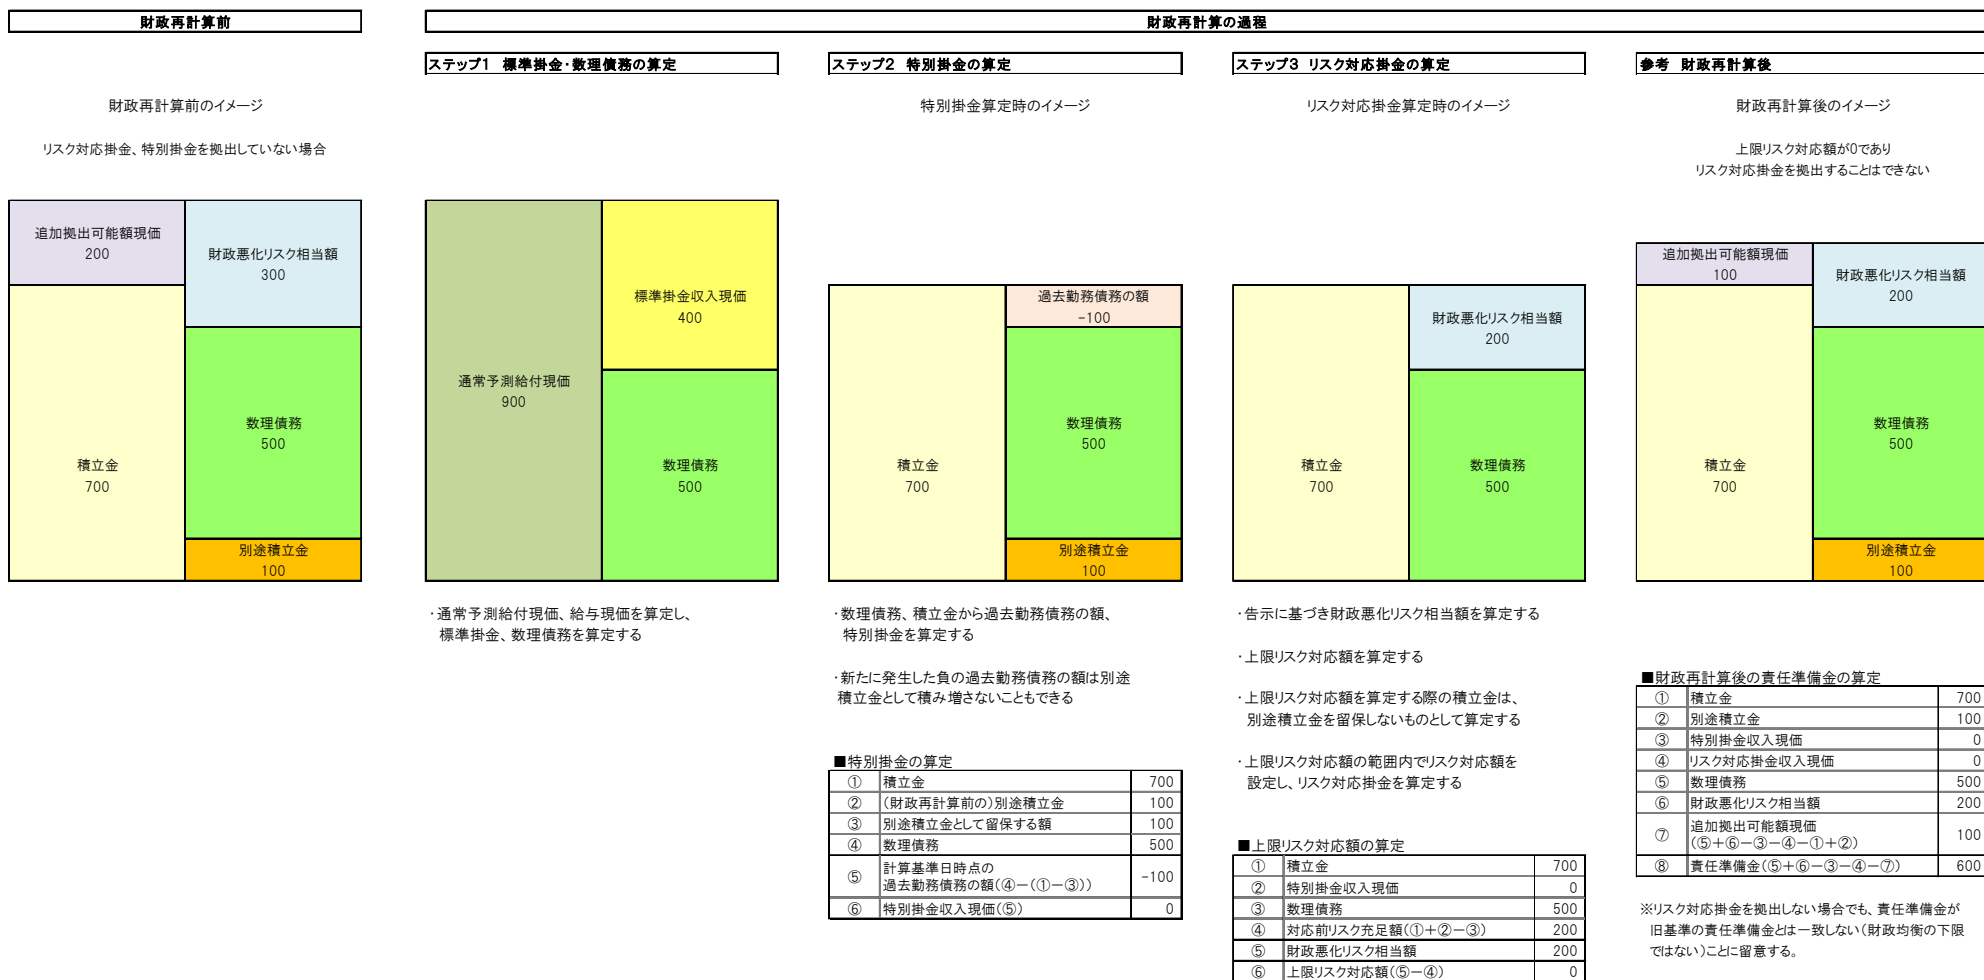 財政再計算前
財政再計算の過程
ステップ1 標準掛金・数理債務の算定
ステップ2 特別掛金の算定
ステップ3 リスク対応掛金の算定
参考 財政再計算後
財政再計算前のイメージ
リスク対応掛金、特別掛金を拠出していない場合
追加拠出可能額現価
200
財政悪化リスク相当額
300
積立金
700
数理債務
500
別途積立金
100
通常予測給付現価
900
標準掛金収入現価
400
数理債務
500
・通常予測給付現価、給与現価を算定し、
標準掛金、数理債務を算定する
特別掛金算定時のイメージ
積立金
700
過去勤務債務の額
-100
数理債務
500
別途積立金
100
・数理債務、積立金から過去勤務債務の額、
特別掛金を算定する
・新たに発生した負の過去勤務債務の額は別途
積立金として積み増さないこともできる
■特別掛金の算定
① 積立金 700
② (財政再計算前の)別途積立金 100
③ 別途積立金として留保する額 100
④ 数理債務 500
⑤ 計算基準日時点の
過去勤務債務の額(④-(①-③)) -100
⑥ 特別掛金収入現価(⑤) 0
リスク対応掛金算定時のイメージ
積立金
700
財政悪化リスク相当額
200
数理債務
500
・告示に基づき財政悪化リスク相当額を算定する
・上限リスク対応額を算定する
・上限リスク対応額を算定する際の積立金は、
別途積立金を留保しないものとして算定する
・上限リスク対応額の範囲内でリスク対応額を
設定し、リスク対応掛金を算定する
■上限リスク対応額の算定
① 積立金 700
② 特別掛金収入現価 0
③ 数理債務 500
④ 対応前リスク充足額(①+②-③) 200
⑤ 財政悪化リスク相当額 200
⑥ 上限リスク対応額(⑤-④) 0
財政再計算後のイメージ
上限リスク対応額が0であり
リスク対応掛金を拠出することはできない
追加拠出可能額現価
100
財政悪化リスク相当額
200
積立金
700
数理債務
500
別途積立金
100
■財政再計算後の責任準備金の算定
① 積立金 700
② 別途積立金 100
③ 特別掛金収入現価 0
④ リスク対応掛金収入現価 0
⑤ 数理債務 500
⑥ 財政悪化リスク相当額 200
⑦ 追加拠出可能額現価
(⑤+⑥-③-④-①+②) 100
⑧ 責任準備金(⑤+⑥-③-④-⑦) 600
※リスク対応掛金を拠出しない場合でも、責任準備金が
旧基準の責任準備金とは一致しない(財政均衡の下限
ではない)ことに留意する。